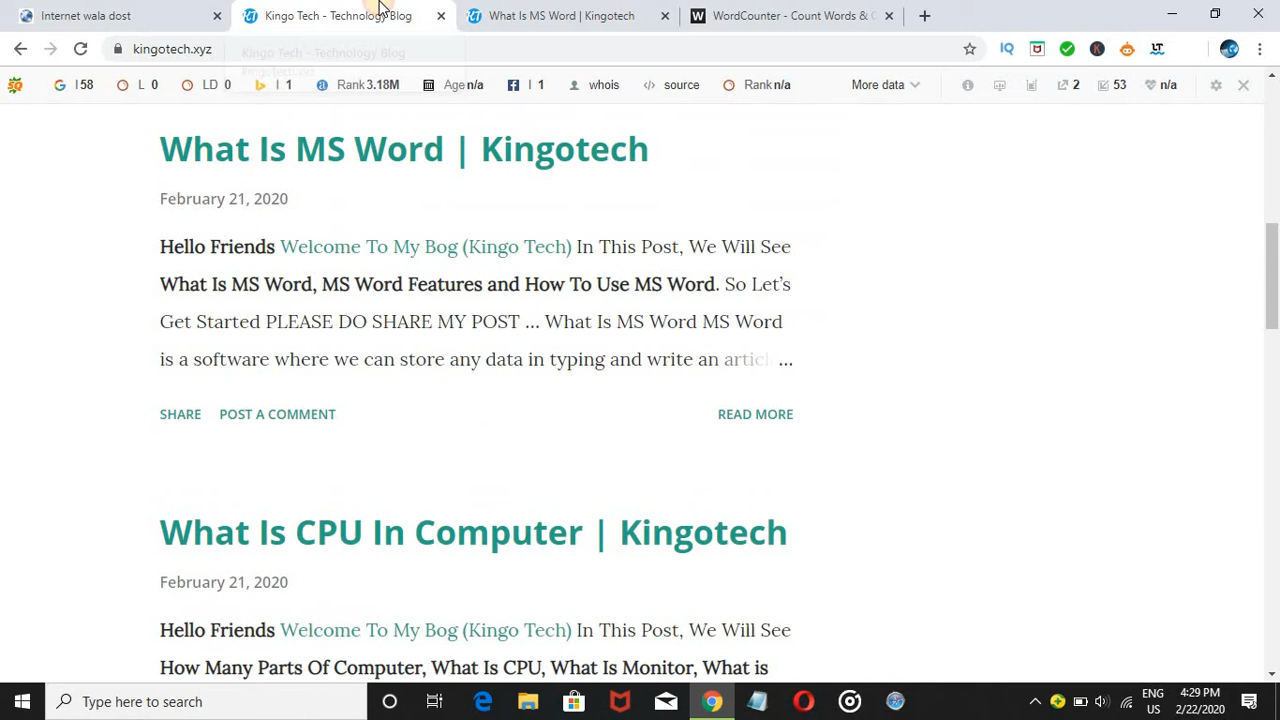 Internet wala dost
Kingo Tech - Technology Blog
What Is MS Word | Kingotech
WordCounter - Count Words & C
kingotech.xyz
Kingo Tech - Technology Blog
kingotech.xyz
I 58
L 0
LD 0
I 1
Rank 3.18M
Age n/a
I 1
whois
source
Rank n/a
More data
2
53
n/a
What Is MS Word | Kingotech
February 21, 2020
Hello Friends Welcome To My Bog (Kingo Tech) In This Post, We Will See
What Is MS Word, MS Word Features and How To Use MS Word. So Let’s
Get Started PLEASE DO SHARE MY POST ... What Is MS Word MS Word
is a software where we can store any data in typing and write an articl ...
SHARE
POST A COMMENT
READ MORE
What Is CPU In Computer | Kingotech
February 21, 2020
Hello Friends Welcome To My Bog (Kingo Tech) In This Post, We Will See
How Many Parts Of Computer, What Is CPU, What Is Monitor, What is
Type here to search
ENG
US
4:29 PM
2/22/2020